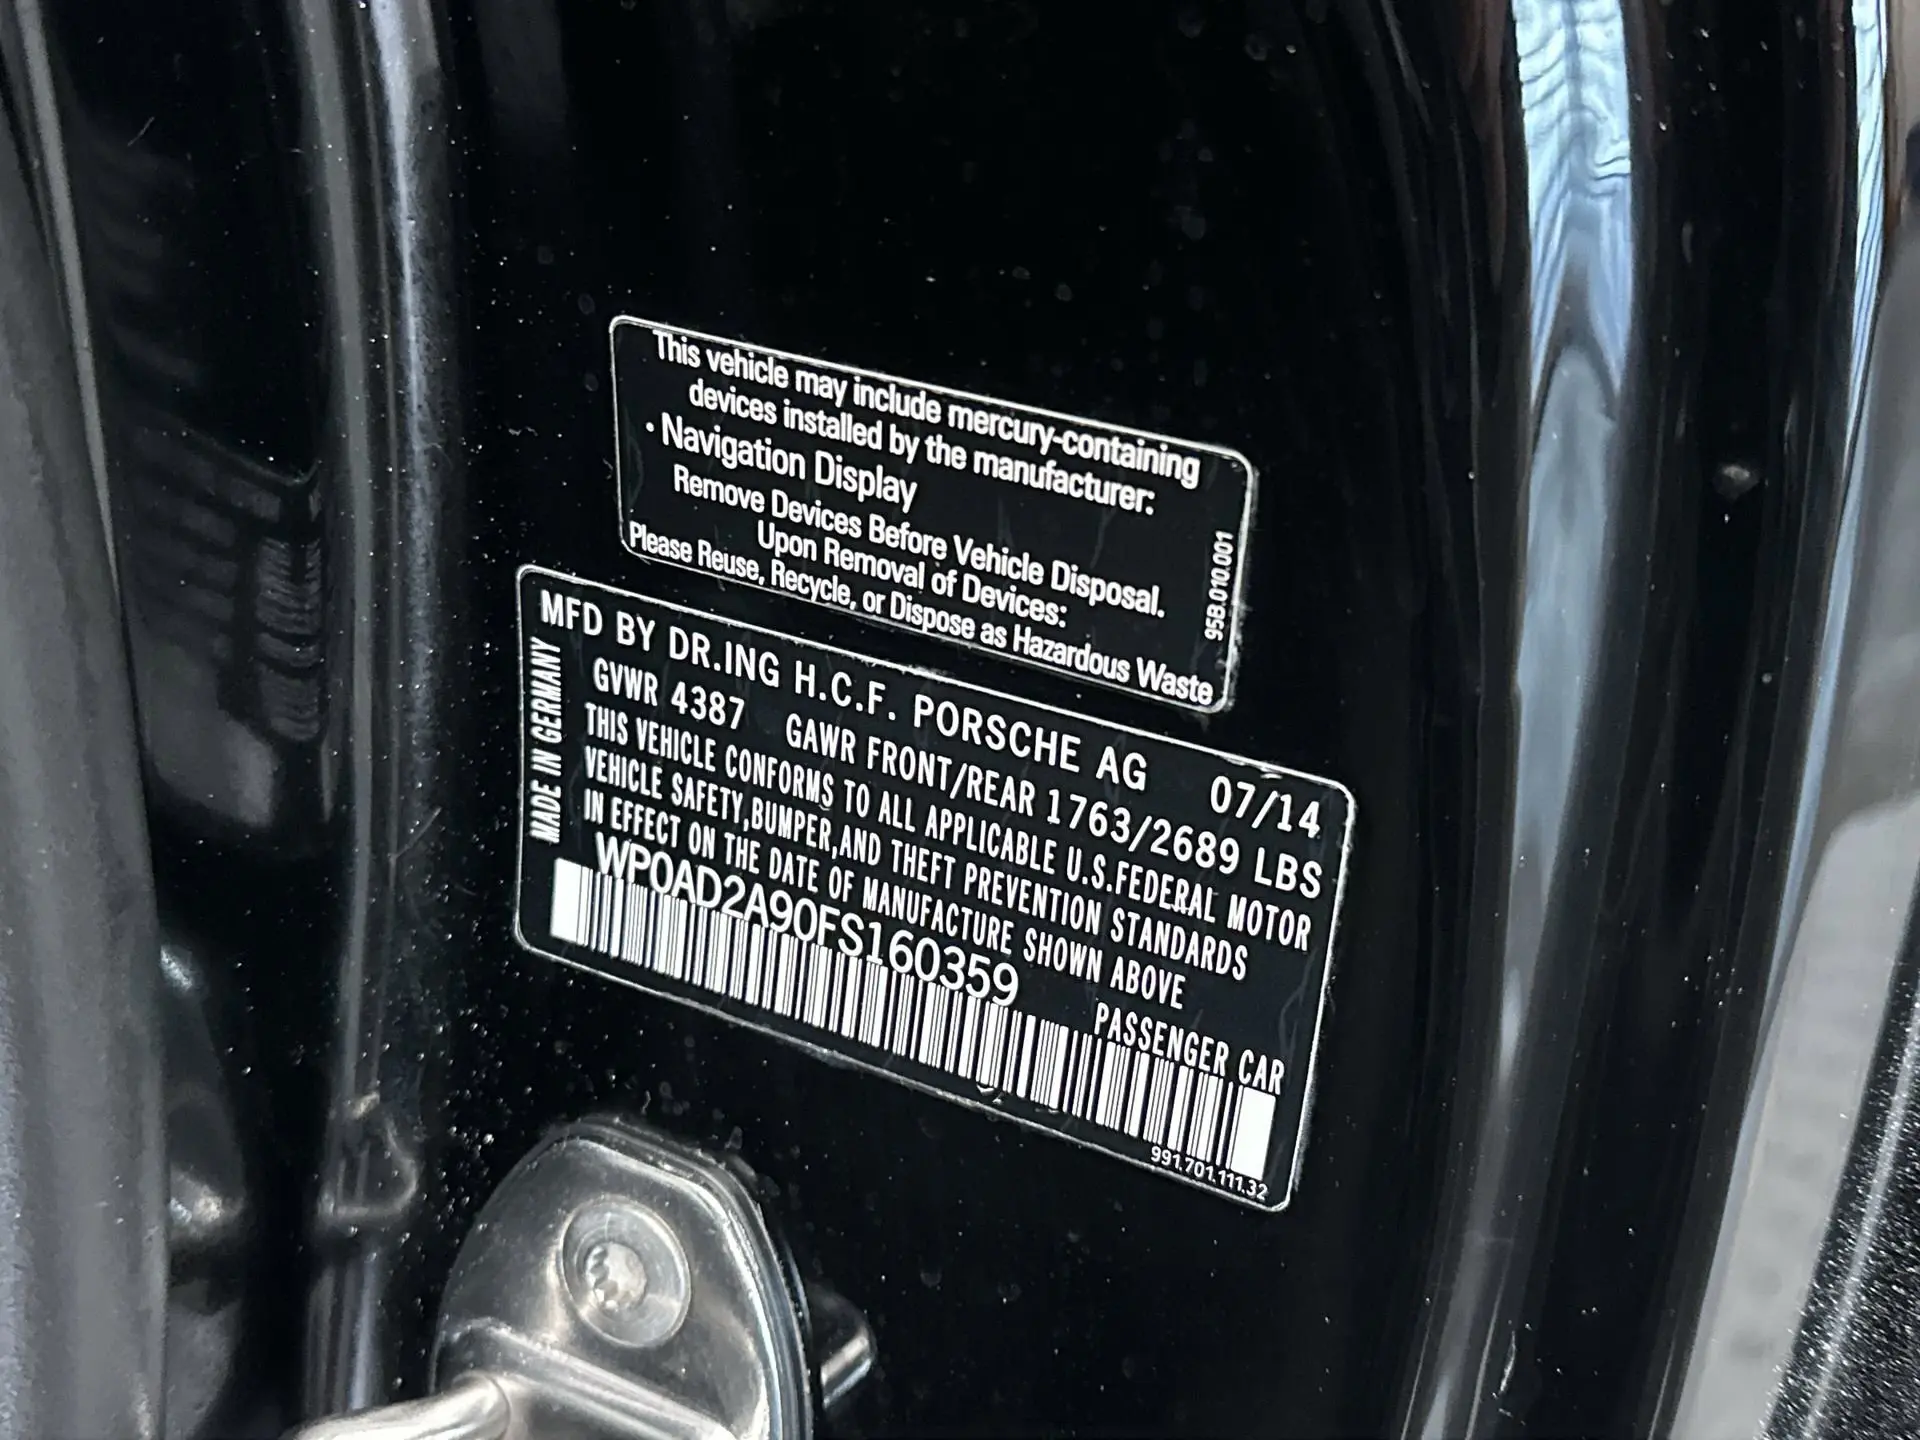 This vehicle may include mercury-containing
devices installed by the manufacturer:
• Navigation Display
Remove Devices Before Vehicle Disposal.
Upon Removal of Devices:
Please Reuse, Recycle, or Dispose as Hazardous Waste
95B.010.001
MFD BY DR.ING H.C.F. PORSCHE AG 07/14
GVWR 4387 GAWR FRONT/REAR 1763/2689 LBS
THIS VEHICLE CONFORMS TO ALL APPLICABLE U.S.FEDERAL MOTOR
VEHICLE SAFETY,BUMPER,AND THEFT PREVENTION STANDARDS
IN EFFECT ON THE DATE OF MANUFACTURE SHOWN ABOVE
WP0AD2A90FS160359 PASSENGER CAR
MADE IN GERMANY
991.701.111.32